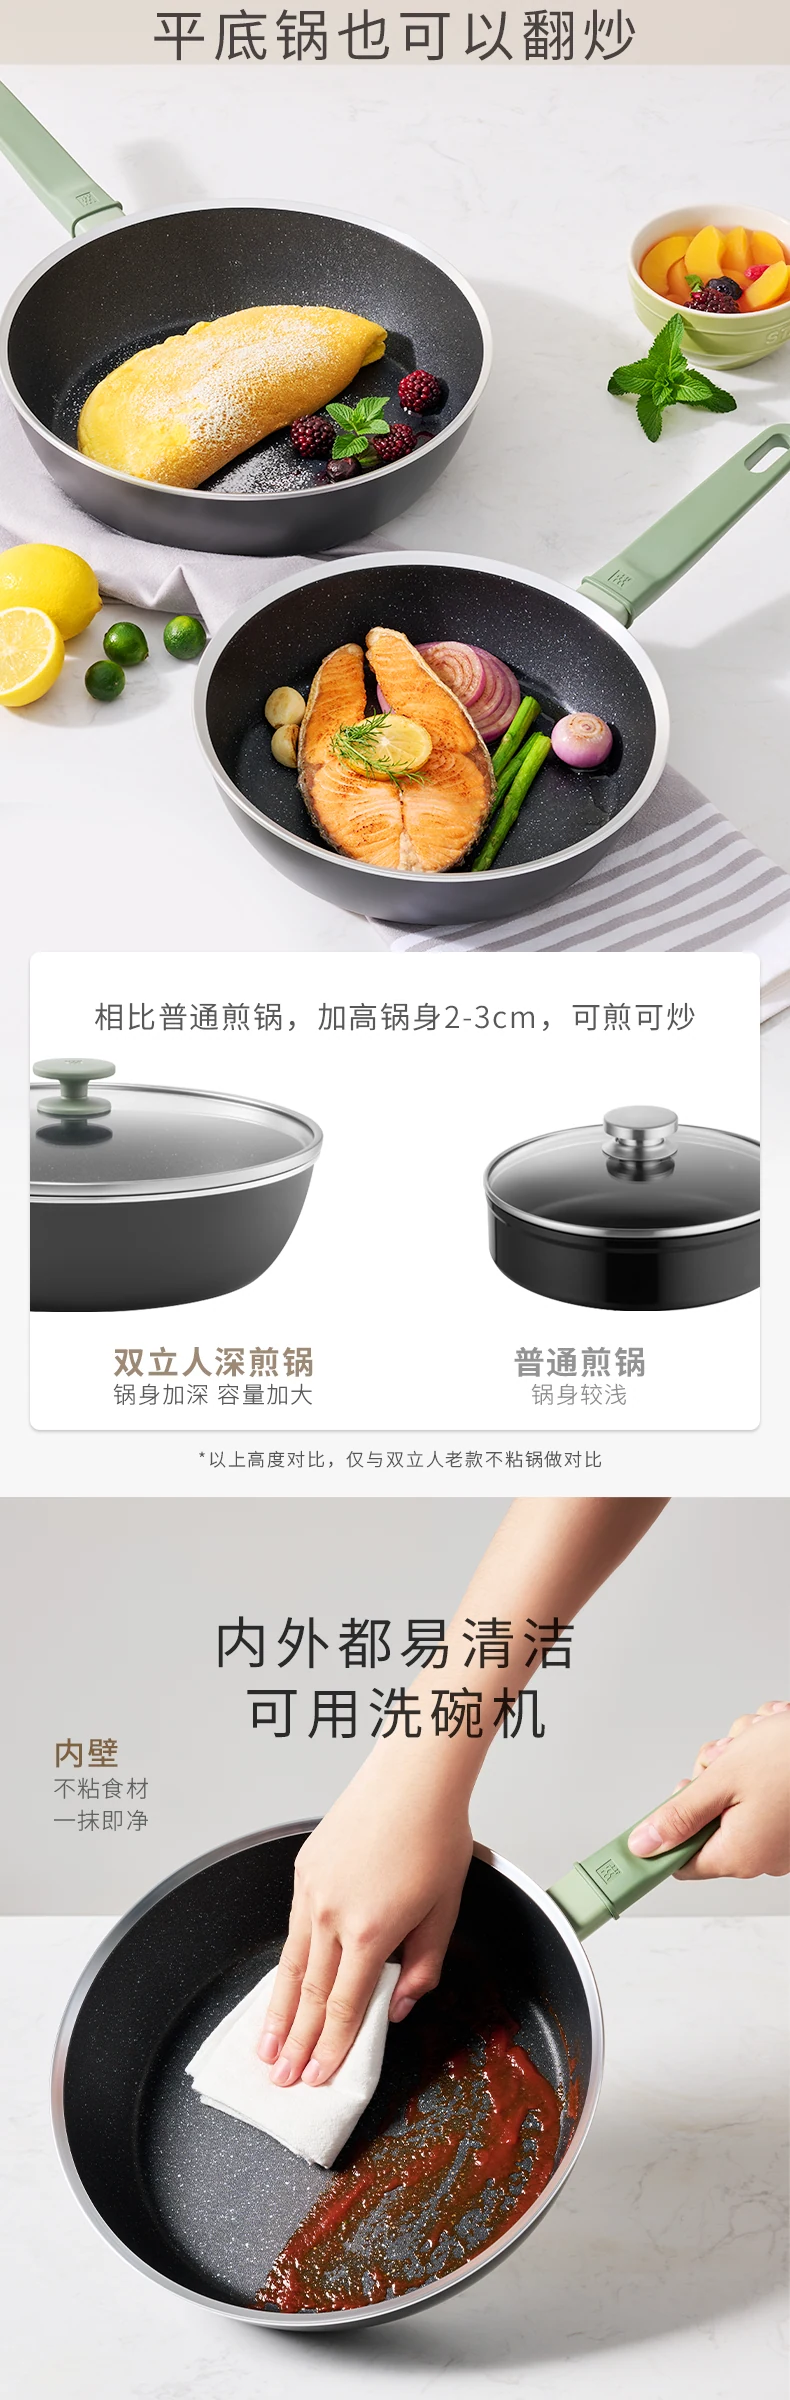 平底锅也可以翻炒
相比普通煎锅，加高锅身2-3cm，可煎可炒
双立人深煎锅
锅身加深 容量加大
普通煎锅
锅身较浅
*以上高度对比，仅与双立人老款不粘锅做对比
内外都易清洁
可用洗碗机
内壁
不粘食材
一抹即净